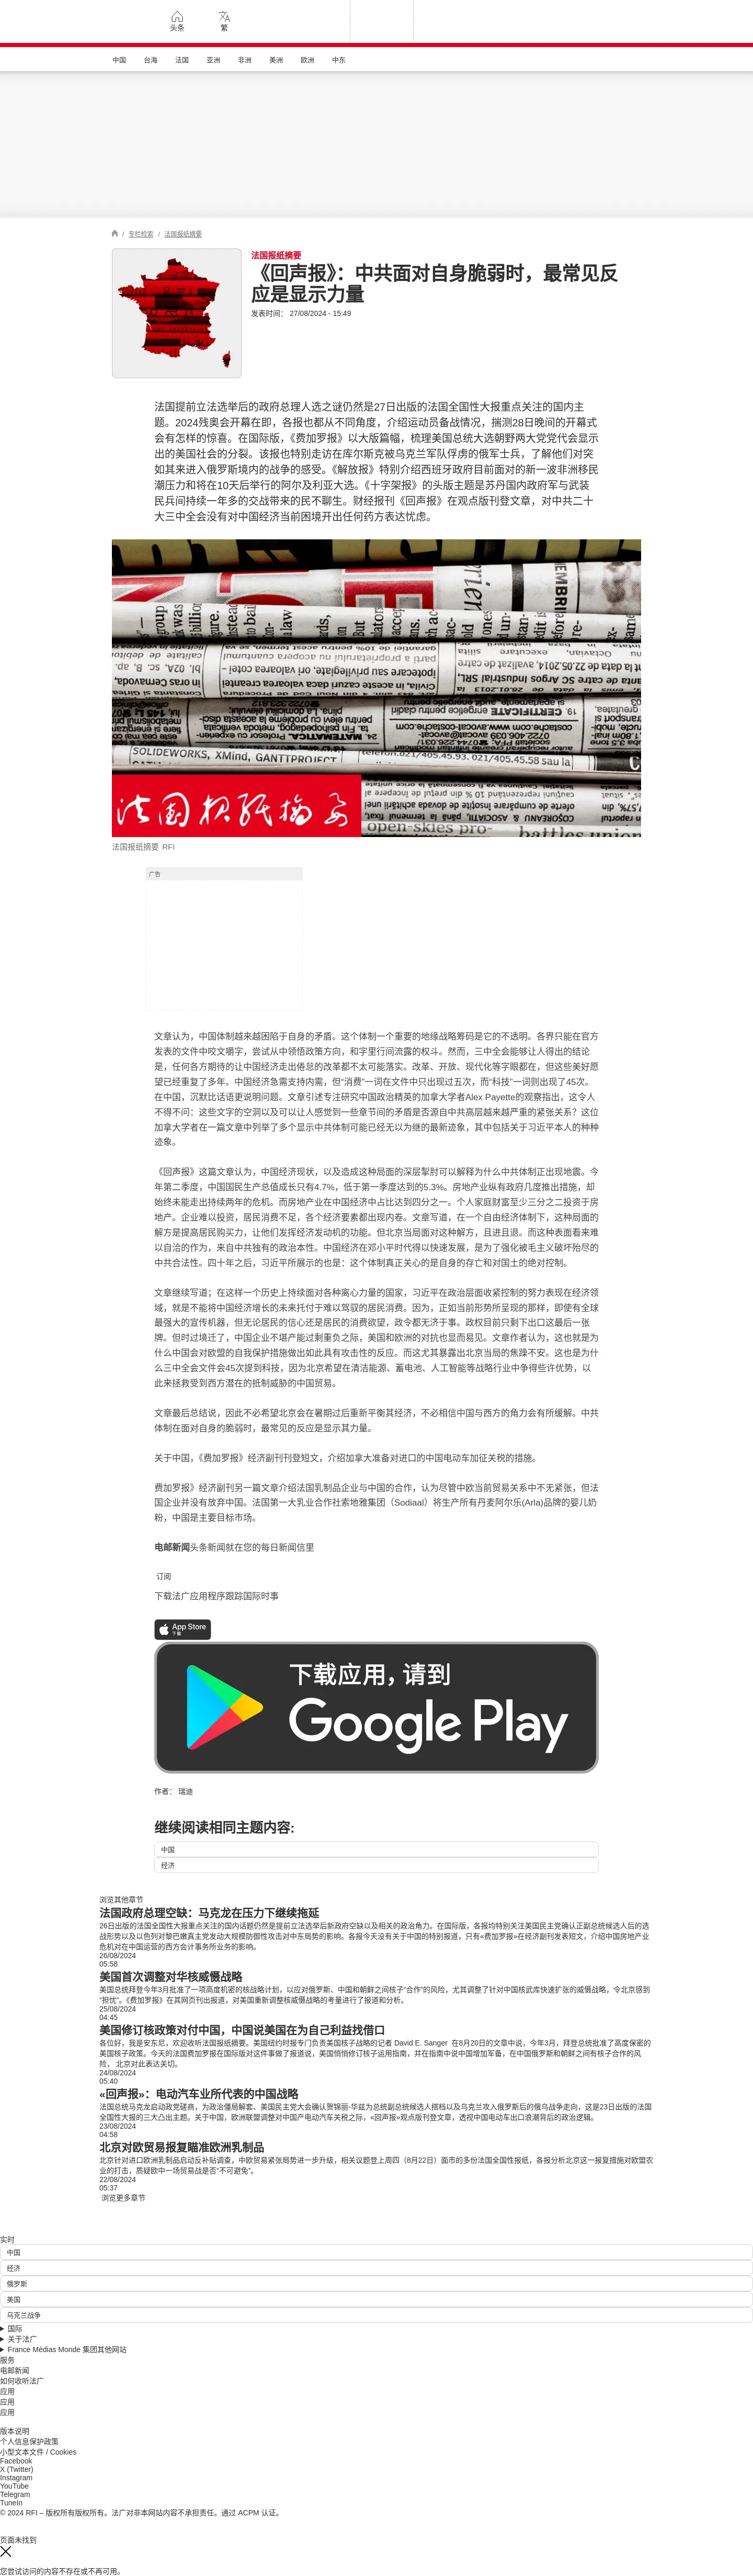 头条
繁
中国 台海 法国 亚洲 非洲 美洲 欧洲 中东
/ 专栏检索 / 法国报纸摘要
法国报纸摘要
《回声报》：中共面对自身脆弱时，最常见反
应是显示力量
发表时间： 27/08/2024 - 15:49
法国提前立法选举后的政府总理人选之谜仍然是27日出版的法国全国性大报重点关注的国内主
题。2024残奥会开幕在即，各报也都从不同角度，介绍运动员备战情况，揣测28日晚间的开幕式
会有怎样的惊喜。在国际版，《费加罗报》以大版篇幅，梳理美国总统大选朝野两大党党代会显示
出的美国社会的分裂。该报也特别走访在库尔斯克被乌克兰军队俘虏的俄军士兵，了解他们对突
如其来进入俄罗斯境内的战争的感受。《解放报》特别介绍西班牙政府目前面对的新一波非洲移民
潮压力和将在10天后举行的阿尔及利亚大选。《十字架报》的头版主题是苏丹国内政府军与武装
民兵间持续一年多的交战带来的民不聊生。财经报刊《回声报》在观点版刊登文章，对中共二十
大三中全会没有对中国经济当前困境开出任何药方表达忧虑。
SOLIDEWORKS, XMind, GANTTPROJECT
法国报纸摘要
open-skies pro-
battles union
法国报纸摘要 RFI
广告
文章认为，中国体制越来越困陷于自身的矛盾。这个体制一个重要的地缘战略筹码是它的不透明。各界只能在官方
发表的文件中咬文嚼字，尝试从中领悟政策方向，和字里行间流露的权斗。然而，三中全会能够让人得出的结论
是，任何各方期待的让中国经济走出倦怠的改革都不太可能落实。改革、开放、现代化等字眼都在，但这些美好愿
望已经重复了多年。中国经济急需支持内需，但“消费”一词在文件中只出现过五次，而“科技”一词则出现了45次。
在中国，沉默比话语更说明问题。文章引述专注研究中国政治精英的加拿大学者Alex Payette的观察指出，这令人
不得不问：这些文字的空洞以及可以让人感觉到一些章节间的矛盾是否源自中共高层越来越严重的紧张关系？这位
加拿大学者在一篇文章中列举了多个显示中共体制可能已经无以为继的最新迹象，其中包括关于习近平本人的种种
迹象。
《回声报》这篇文章认为，中国经济现状，以及造成这种局面的深层掣肘可以解释为什么中共体制正出现地震。今
年第二季度，中国国民生产总值成长只有4.7%，低于第一季度达到的5.3%。房地产业纵有政府几度推出措施，却
始终未能走出持续两年的危机。而房地产业在中国经济中占比达到四分之一。个人家庭财富至少三分之二投资于房
地产。企业难以投资，居民消费不足，各个经济要素都出现内卷。文章写道，在一个自由经济体制下，这种局面的
解方是提高居民购买力，让他们发挥经济发动机的功能。但北京当局面对这种解方，且进且退。而这种表面看来难
以自洽的作为，来自中共独有的政治本性。中国经济在邓小平时代得以快速发展，是为了强化被毛主义破坏殆尽的
中共合法性。四十年之后，习近平所展示的也是：这个体制真正关心的是自身的存亡和对国土的绝对控制。
文章继续写道；在这样一个历史上持续面对各种离心力量的国家，习近平在政治层面收紧控制的努力表现在经济领
域，就是不能将中国经济增长的未来托付于难以驾驭的居民消费。因为，正如当前形势所呈现的那样，即使有全球
最强大的宣传机器，但无论居民的信心还是居民的消费欲望，政令都无济于事。政权目前只剩下出口这最后一张
牌。但时过境迁了，中国企业不堪产能过剩重负之际，美国和欧洲的对抗也显而易见。文章作者认为，这也就是为
什么中国会对欧盟的自我保护措施做出如此具有攻击性的反应。而这尤其暴露出北京当局的焦躁不安。这也是为什
么三中全会文件会45次提到科技，因为北京希望在清洁能源、蓄电池、人工智能等战略行业中争得些许优势，以
此来拯救受到西方潜在的抵制威胁的中国贸易。
文章最后总结说，因此不必希望北京会在暑期过后重新平衡其经济，不必相信中国与西方的角力会有所缓解。中共
体制在面对自身的脆弱时，最常见的反应是显示其力量。
关于中国，《费加罗报》经济副刊刊登短文，介绍加拿大准备对进口的中国电动车加征关税的措施。
费加罗报》经济副刊另一篇文章介绍法国乳制品企业与中国的合作，认为尽管中欧当前贸易关系中不无紧张，但法
国企业并没有放弃中国。法国第一大乳业合作社索地雅集团（Sodiaal）将生产所有丹麦阿尔乐(Arla)品牌的婴儿奶
粉，中国是主要目标市场。
电邮新闻头条新闻就在您的每日新闻信里
订阅
下载法广应用程序跟踪国际时事
App Store
下载
下载应用，请到
Google Play
作者： 瑞迪
继续阅读相同主题内容:
中国
经济
浏览其他章节
法国政府总理空缺：马克龙在压力下继续拖延
26日出版的法国全国性大报重点关注的国内话题仍然是提前立法选举后新政府空缺以及相关的政治角力。在国际版，各报均特别关注美国民主党确认正副总统候选人后的选
战形势以及以色列对黎巴嫩真主党发动大规模防御性攻击对中东局势的影响。各报今天没有关于中国的特别报道，只有«费加罗报»在经济副刊发表短文，介绍中国房地产业
危机对在中国运营的西方会计事务所业务的影响。
26/08/2024
05:58
美国首次调整对华核威慑战略
美国总统拜登今年3月批准了一项高度机密的核战略计划，以应对俄罗斯、中国和朝鲜之间核子“合作”的风险，尤其调整了针对中国核武库快速扩张的威慑战略，令北京感到
“担忧”。《费加罗报》在其网页刊出报道，对美国重新调整核威慑战略的考量进行了报道和分析。
25/08/2024
04:45
美国修订核政策对付中国，中国说美国在为自己利益找借口
各位好，我是安东尼，欢迎收听法国报纸摘要。美国纽约时报专门负责美国核子战略的记者 David E. Sanger 在8月20日的文章中说，今年3月，拜登总统批准了高度保密的
美国核子政策。今天的法国费加罗报在国际版对这件事做了报道说，美国悄悄修订核子运用指南，并在指南中说中国增加军备，在中国俄罗斯和朝鲜之间有核子合作的风
险， 北京对此表达关切。
24/08/2024
05:40
«回声报»：电动汽车业所代表的中国战略
法国总统马克龙启动政党磋商，为政治僵局解套、美国民主党大会确认贺锦丽-华兹为总统副总统候选人搭档以及乌克兰攻入俄罗斯后的俄乌战争走向，这是23日出版的法国
全国性大报的三大凸出主题。关于中国，欧洲联盟调整对中国产电动汽车关税之际，«回声报»观点版刊登文章，透视中国电动车出口浪潮背后的政治逻辑。
23/08/2024
04:58
北京对欧贸易报复瞄准欧洲乳制品
北京针对进口欧洲乳制品启动反补贴调查，中欧贸易紧张局势进一步升级，相关议题登上周四（8月22日）面市的多份法国全国性报纸，各报分析北京这一报复措施对欧盟农
业的打击，质疑欧中一场贸易战是否“不可避免”。
22/08/2024
05:37
浏览更多章节
实时
中国
经济
俄罗斯
美国
乌克兰战争
国际
关于法广
France Médias Monde 集团其他网站
服务
电邮新闻
如何收听法广
应用
应用
应用
版本说明
个人信息保护政策
小型文本文件 / Cookies
Facebook
X (Twitter)
Instagram
YouTube
Telegram
TuneIn
© 2024 RFI – 版权所有版权所有。法广对非本网站内容不承担责任。通过 ACPM 认证。
页面未找到
您尝试访问的内容不存在或不再可用。